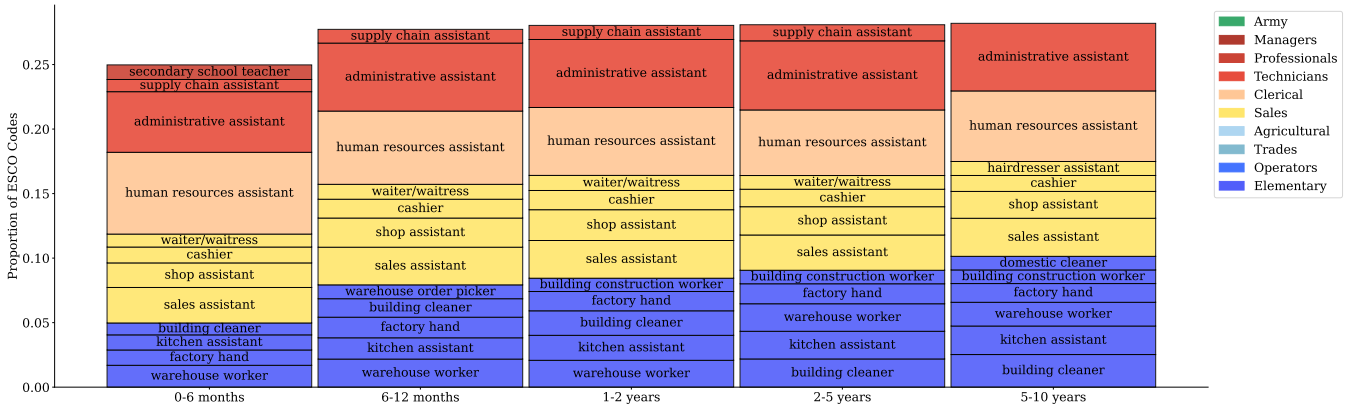 Proportion of ESCO Codes
0.25
0.20
0.15
0.10
0.05
0.00
secondary school teacher
supply chain assistant
administrative assistant
human resources assistant
waiter/waitress
cashier
shop assistant
sales assistant
building cleaner
kitchen assistant
factory hand
warehouse worker
0-6 months
supply chain assistant
administrative assistant
human resources assistant
waiter/waitress
cashier
shop assistant
sales assistant
warehouse order picker
building cleaner
factory hand
kitchen assistant
warehouse worker
6-12 months
supply chain assistant
administrative assistant
human resources assistant
waiter/waitress
cashier
shop assistant
sales assistant
building construction worker
factory hand
building cleaner
kitchen assistant
warehouse worker
1-2 years
supply chain assistant
administrative assistant
human resources assistant
waiter/waitress
cashier
shop assistant
sales assistant
building construction worker
factory hand
warehouse worker
kitchen assistant
building cleaner
2-5 years
administrative assistant
human resources assistant
hairdresser assistant
cashier
shop assistant
sales assistant
domestic cleaner
building construction worker
factory hand
warehouse worker
kitchen assistant
building cleaner
5-10 years
Army
Managers
Professionals
Technicians
Clerical
Sales
Agricultural
Trades
Operators
Elementary